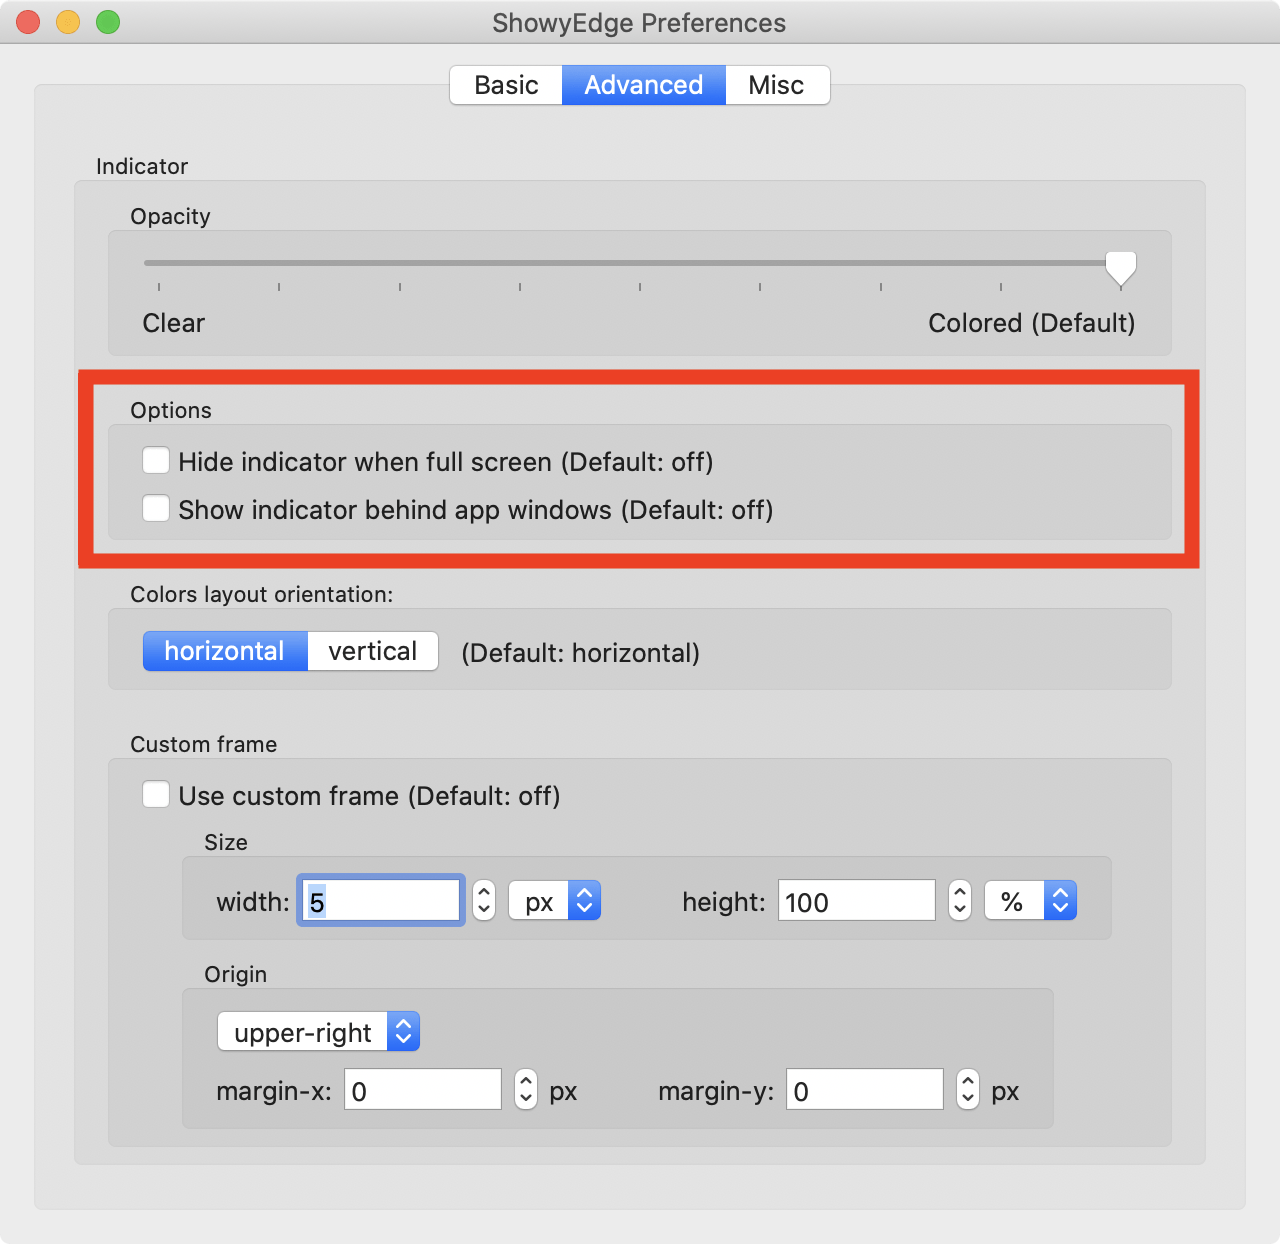 ShowyEdge Preferences
Basic Advanced Misc
Indicator
Opacity
Clear Colored (Default)
Options
Hide indicator when full screen (Default: off)
Show indicator behind app windows (Default: off)
Colors layout orientation:
horizontal vertical (Default: horizontal)
Custom frame
Use custom frame (Default: off)
Size
width: 5 px height: 100 %
Origin
upper-right
margin-x: 0 px margin-y: 0 px